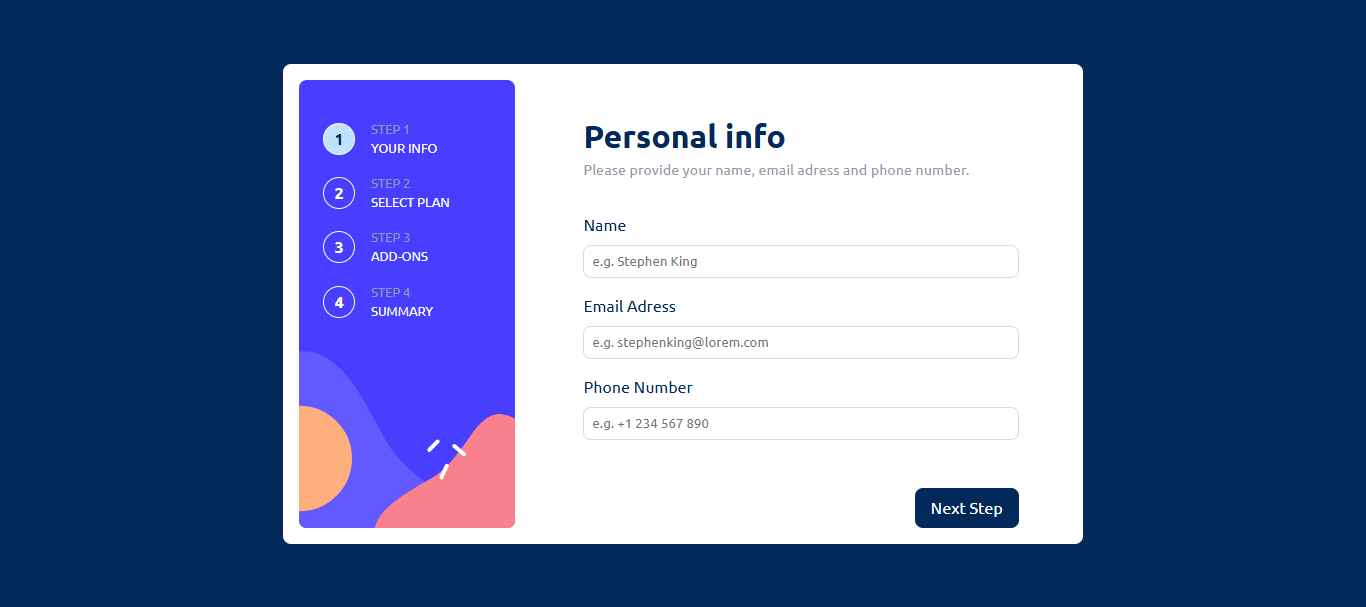 1
STEP 1
YOUR INFO
2
STEP 2
SELECT PLAN
3
STEP 3
ADD-ONS
4
STEP 4
SUMMARY
Personal info
Please provide your name, email adress and phone number.
Name
e.g. Stephen King
Email Adress
e.g. stephenking@lorem.com
Phone Number
e.g. +1 234 567 890
Next Step